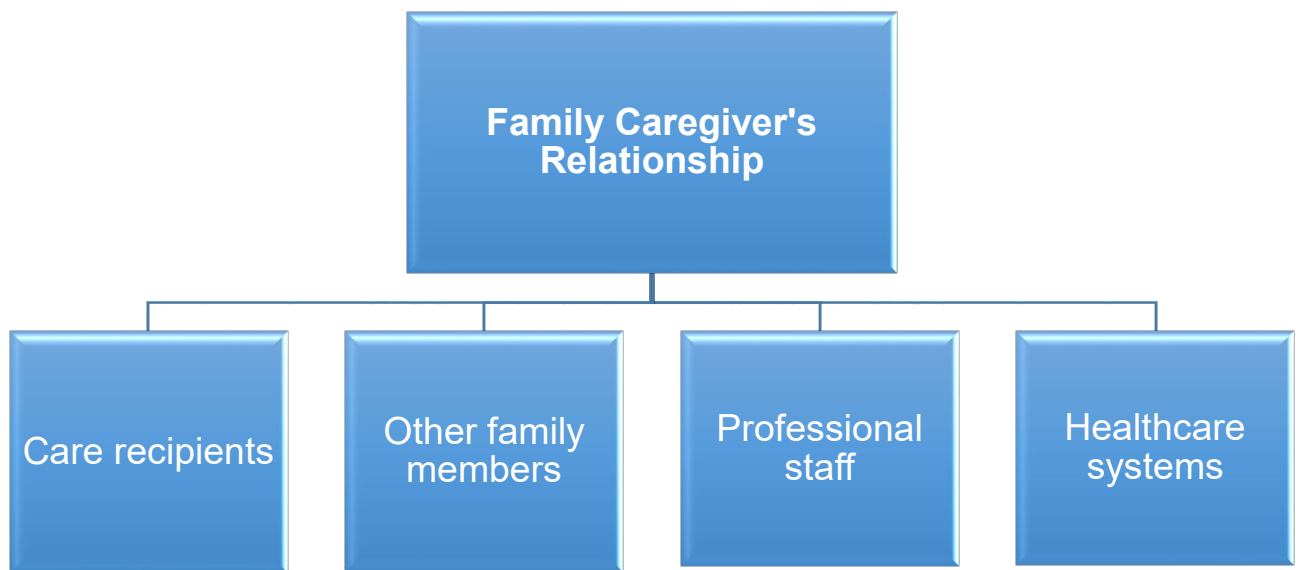 Family Caregiver's
Relationship
Care recipients
Other family
members
Professional
staff
Healthcare
systems